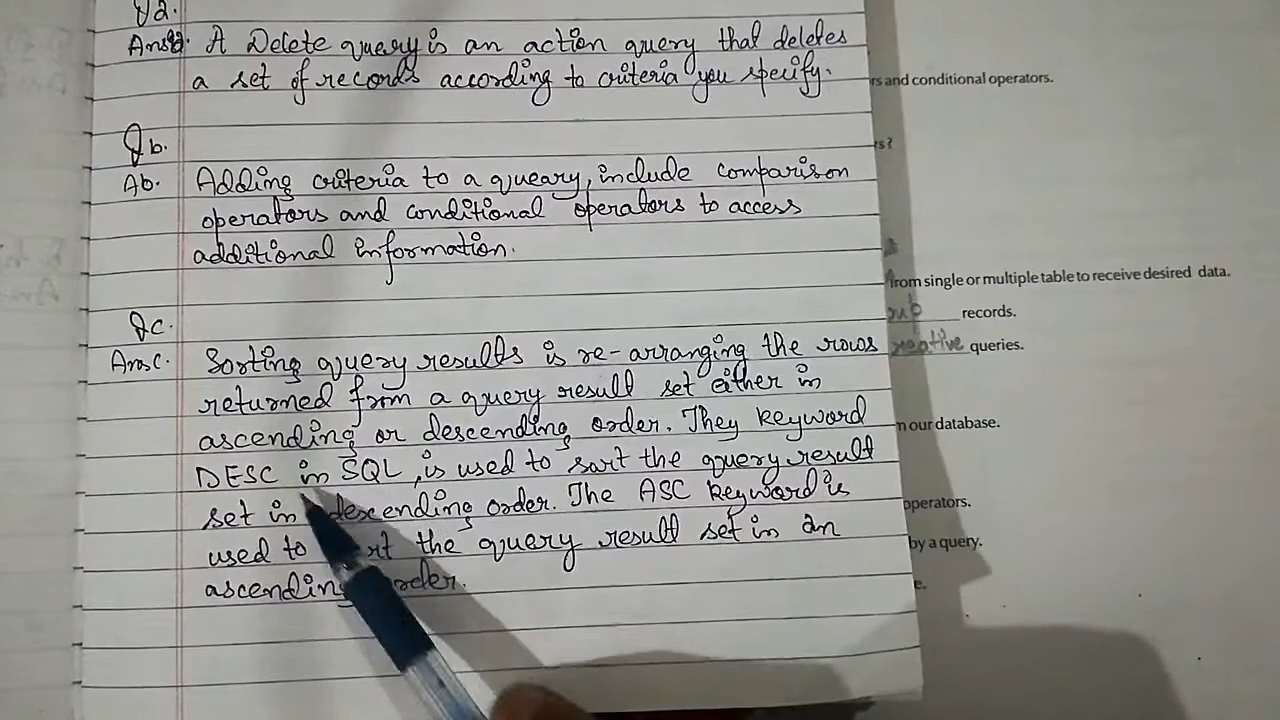 Ans. A Delete query is an action query that deletes
a set of records according to criteria you specify.
rs and conditional operators.
Qb.
rs?
Ab. Adding criteria to a queary, include comparison
operators and conditional operators to access
additional information.
from single or multiple table to receive desired data.
records.
Qc.
Ans c. Sorting query results is re-arranging the rows
queries.
returned from a query result set either in
ascending or descending order. They keyword
n our database.
DESC in SQL, is used to sart the query result
set in descending order. The ASC keyword is
operators.
used to the query result set in an
by a query.
ascending order.
e.